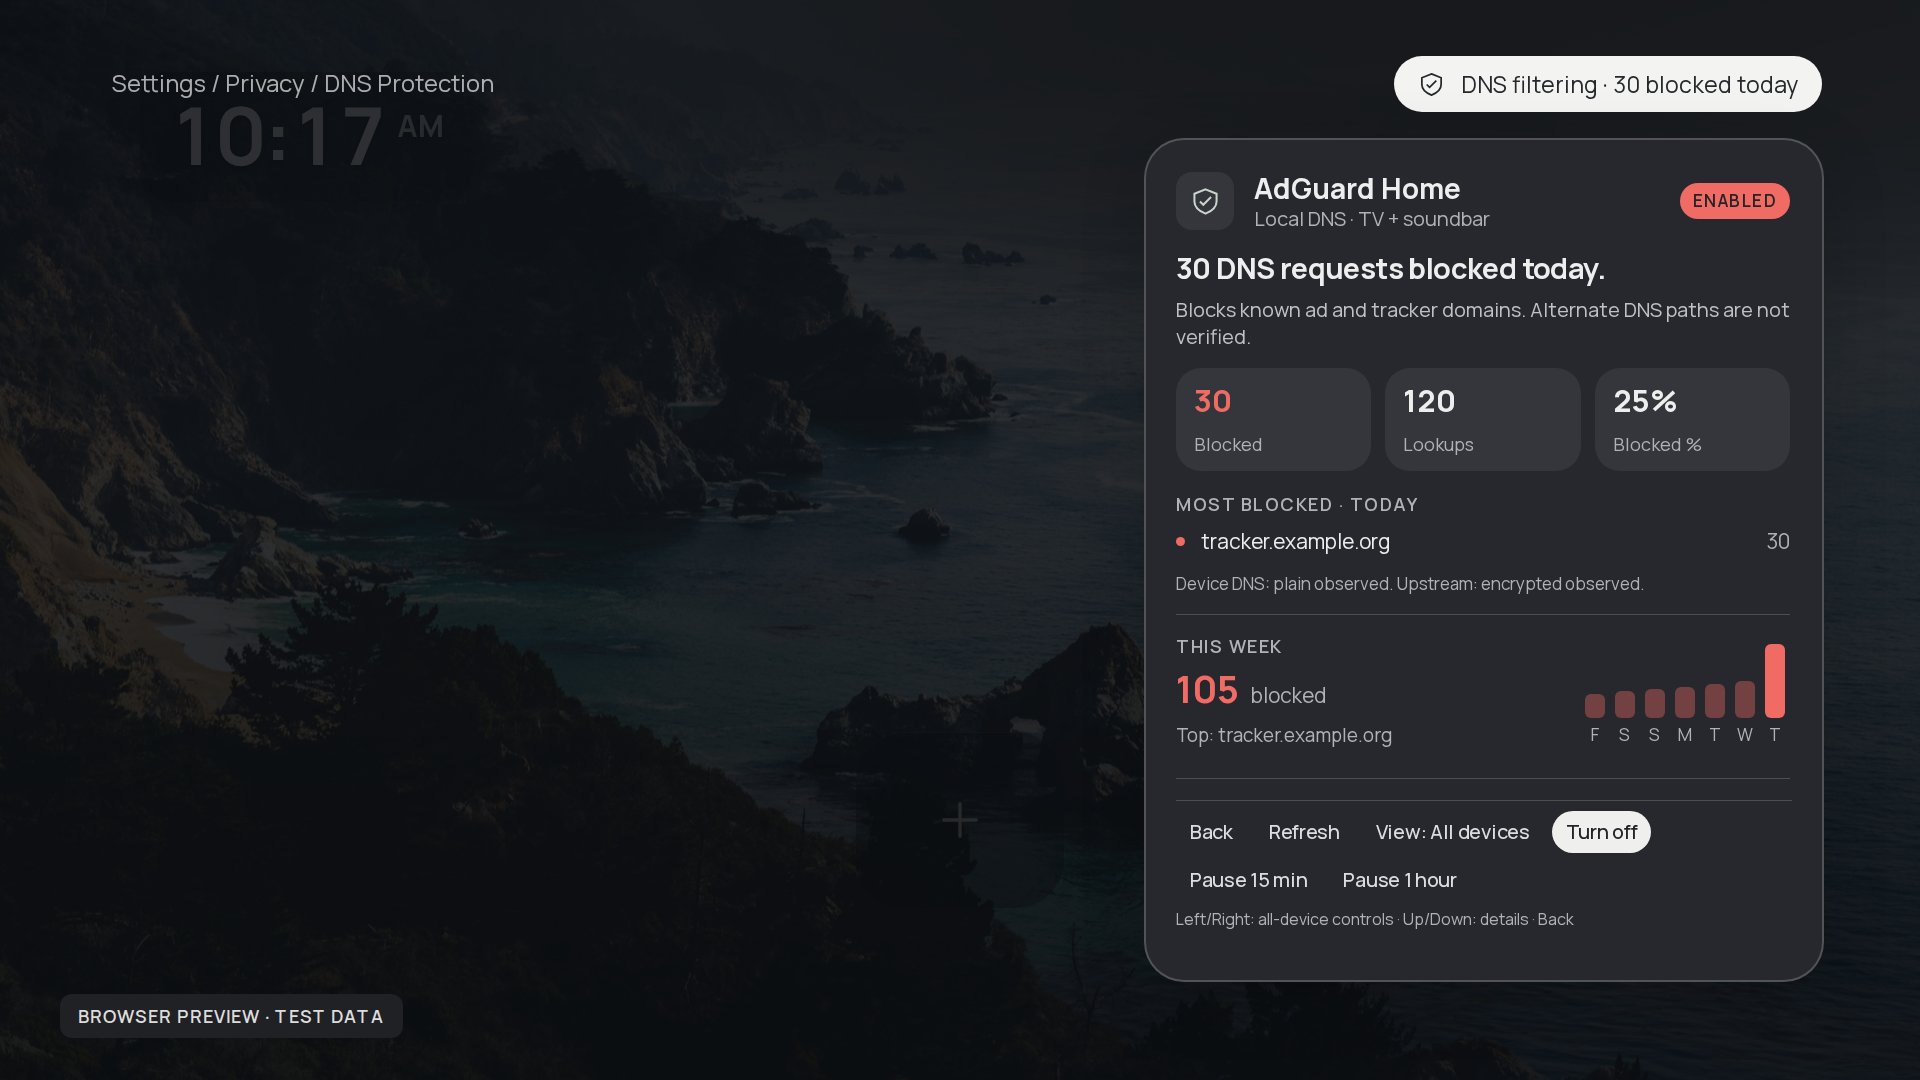 Settings / Privacy / DNS Protection
10:17 AM
DNS filtering · 30 blocked today
AdGuard Home
Local DNS · TV + soundbar
ENABLED
30 DNS requests blocked today.
Blocks known ad and tracker domains. Alternate DNS paths are not
verified.
30
Blocked
120
Lookups
25%
Blocked %
MOST BLOCKED · TODAY
tracker.example.org 30
Device DNS: plain observed. Upstream: encrypted observed.
THIS WEEK
105 blocked
Top: tracker.example.org
F S S M T W T
Back Refresh View: All devices Turn off
Pause 15 min Pause 1 hour
Left/Right: all-device controls · Up/Down: details · Back
BROWSER PREVIEW · TEST DATA